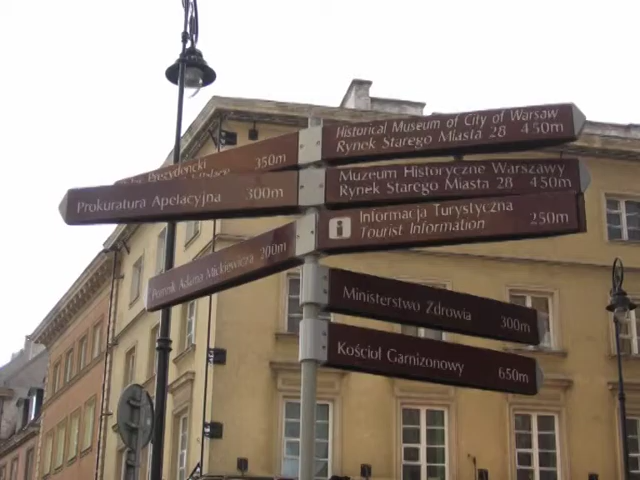 Historical Museum of City of Warsaw
Rynek Starego Miasta 28 450m
Muzeum Historyczne Warszawy
Rynek Starego Miasta 28 450m
Informacja Turystyczna
Tourist Information 250m
Ministerstwo Zdrowia 300m
Kościół Garnizonowy 650m
Prezydencki 350m
Prokuratura Apelacyjna 300m
Pomnik Adama Mickiewicza 200m